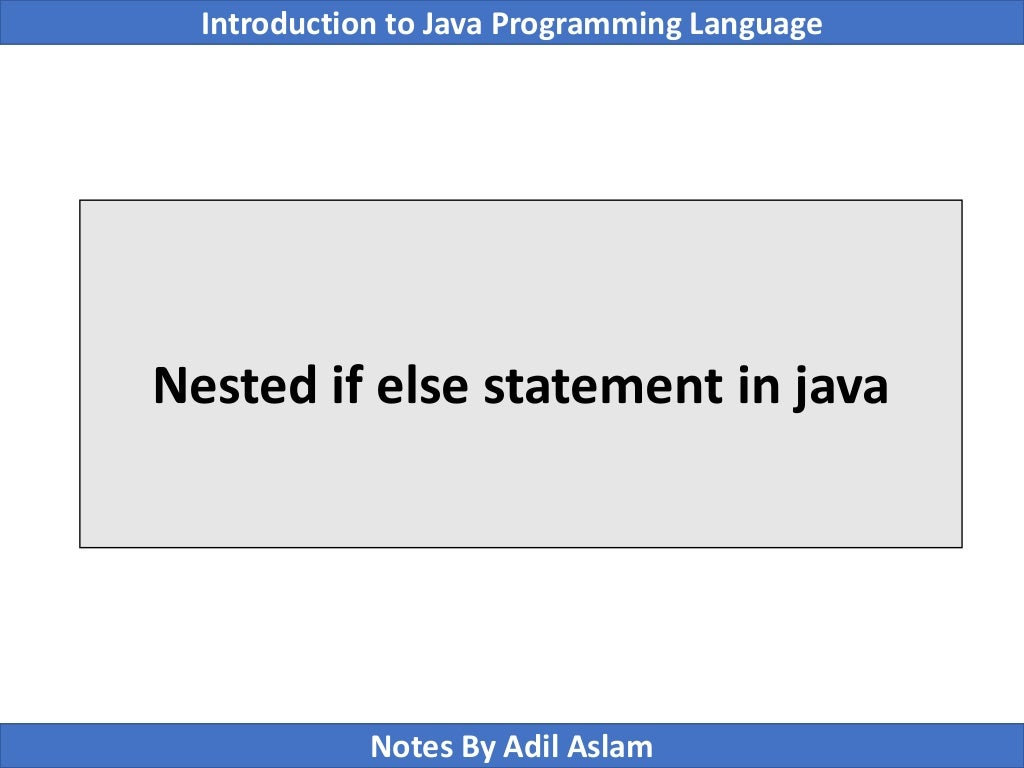 Introduction to Java Programming Language
Nested if else statement in java
Notes By Adil Aslam